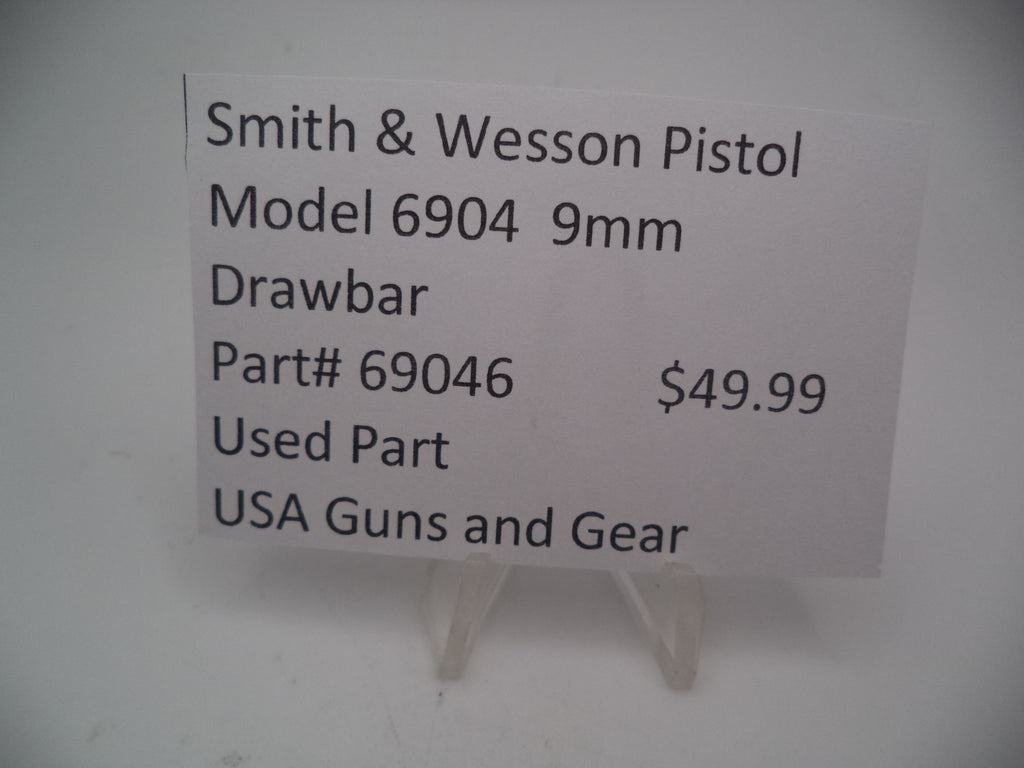 Smith & Wesson Pistol
Model 6904 9mm
Drawbar
Part# 69046 $49.99
Used Part
USA Guns and Gear